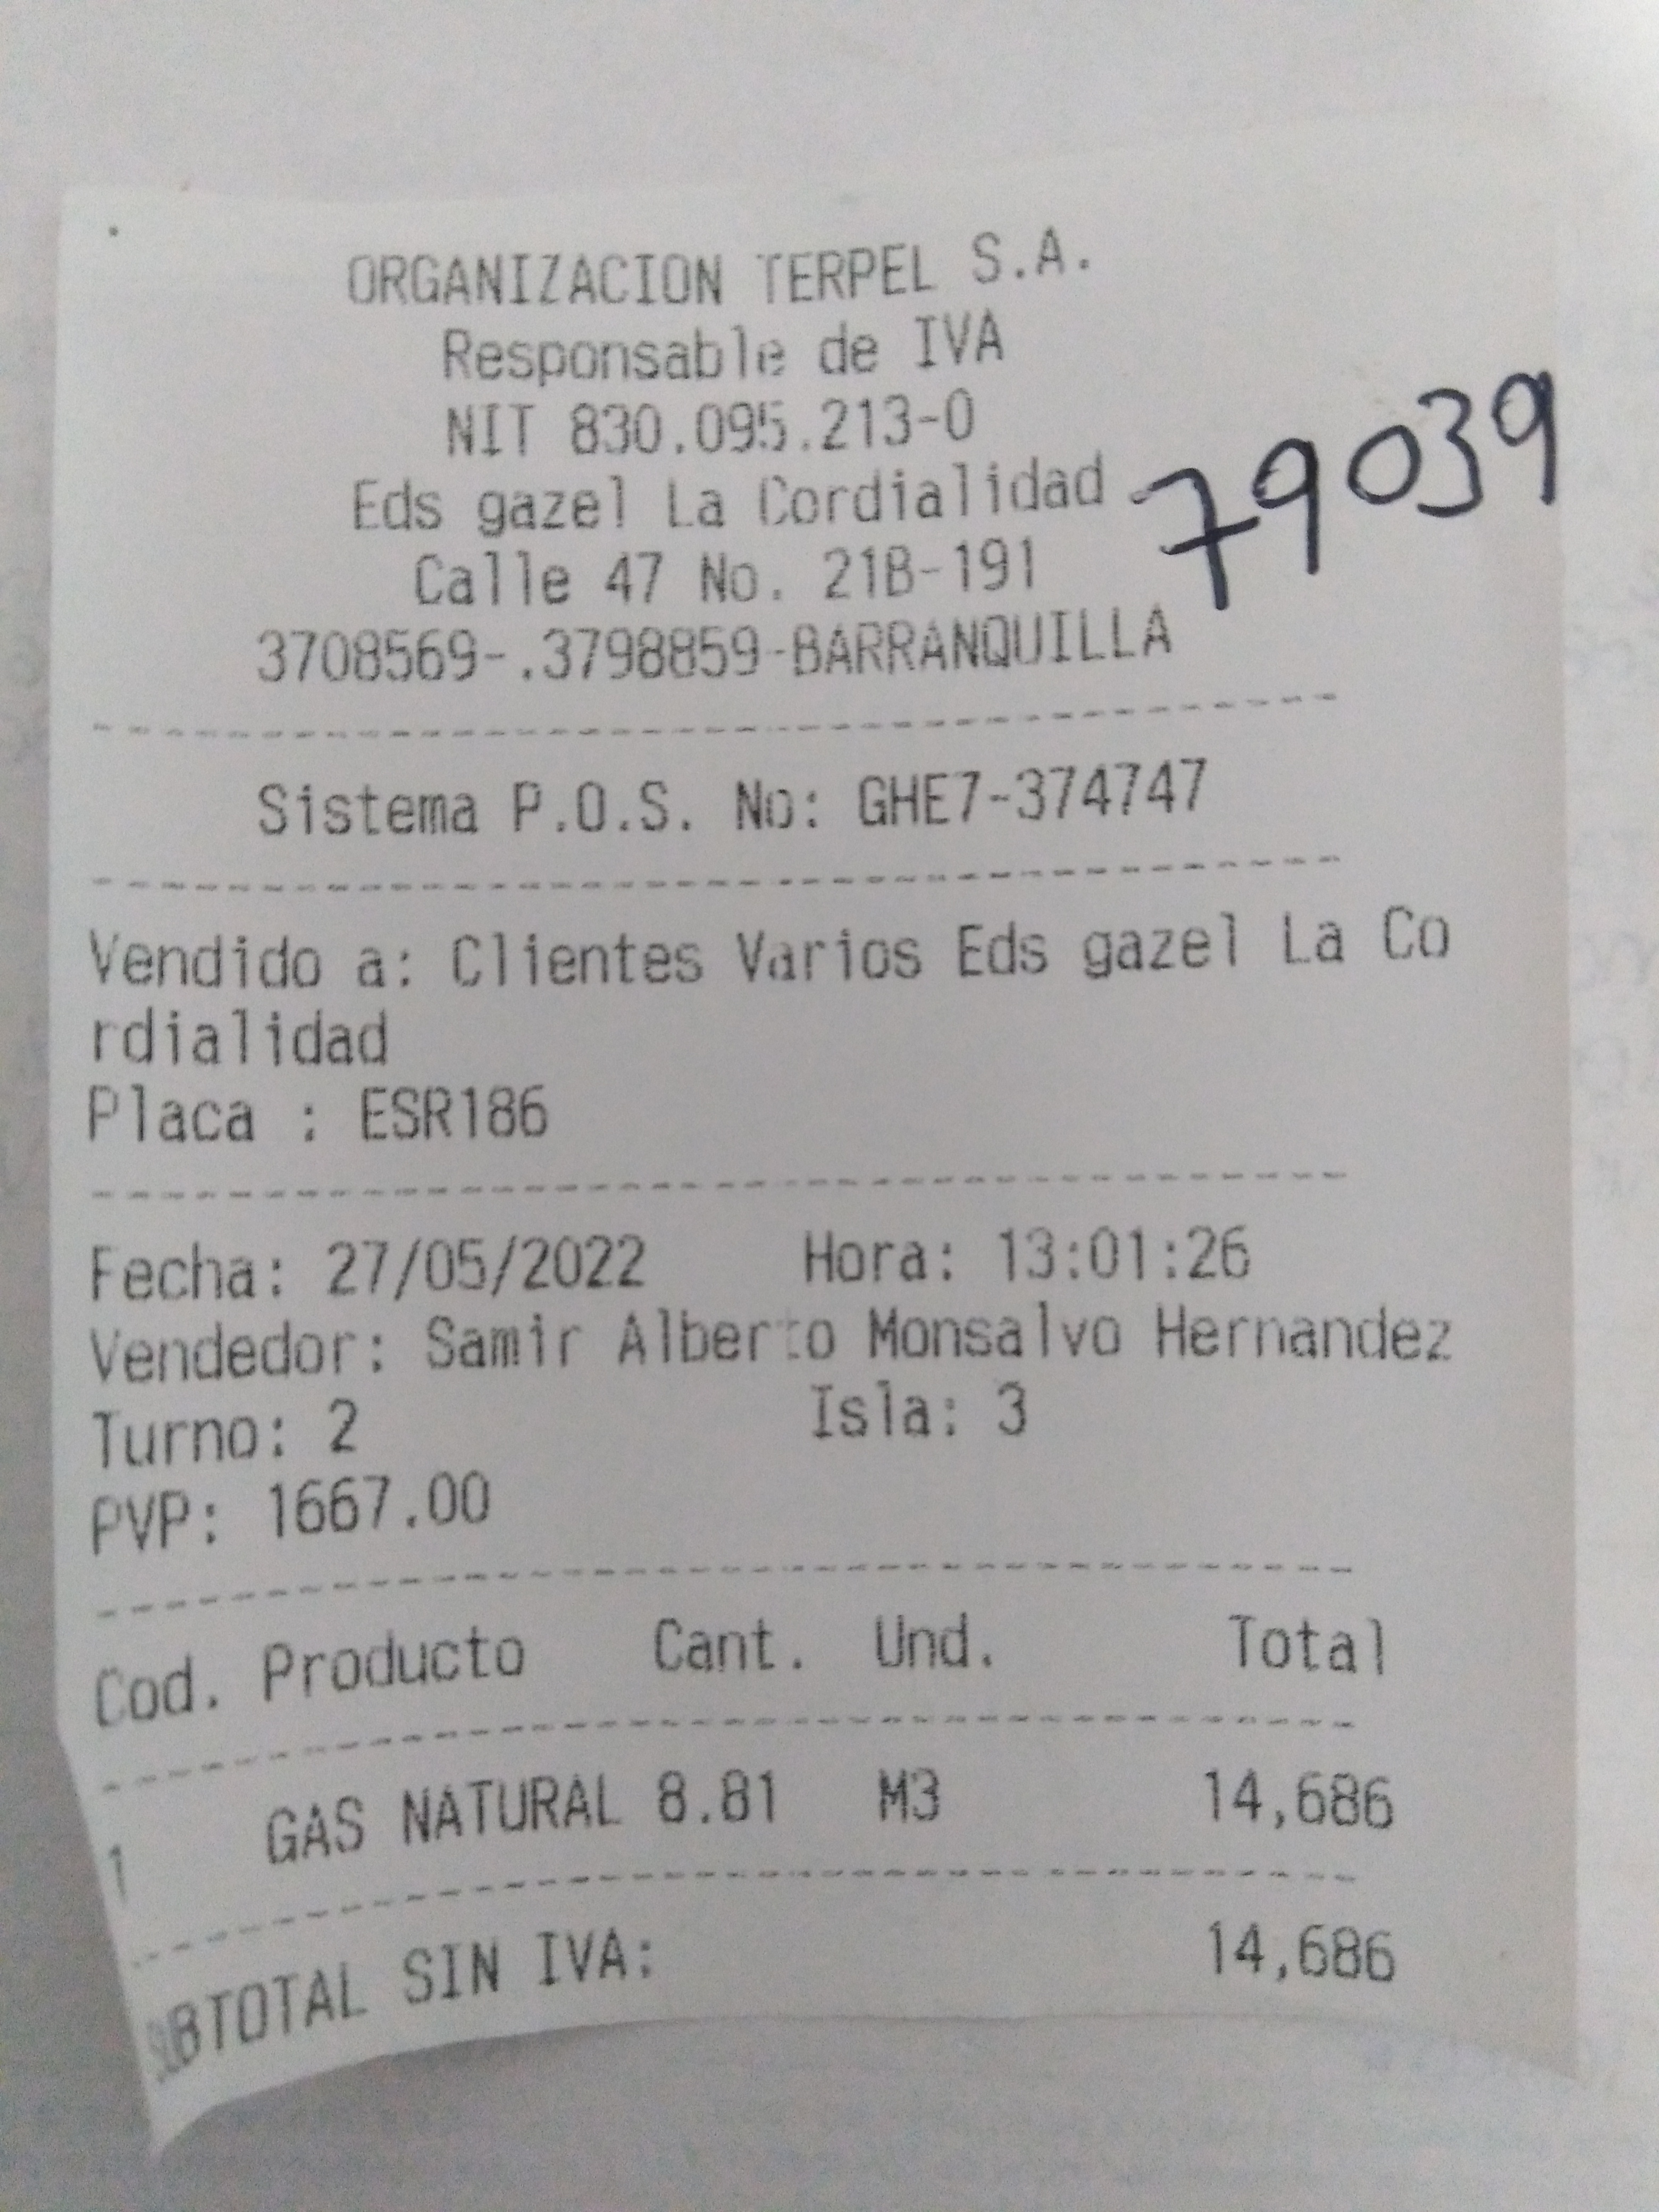 ORGANIZACION TERPEL S.A.
Responsable de IVA
NIT 830.095.213-0
Eds gazel La Cordialidad
79039
Calle 47 No. 21B-191
3708569-.3798859-BARRANQUILLA
Sistema P.O.S. No: GHE7-374747
Vendido a: Clientes Varios Eds gazel La Co
rdialidad
Placa : ESR186
Fecha: 27/05/2022 Hora: 13:01:26
Vendedor: Samir Alberto Monsalvo Hernandez
Turno: 2 Isla: 3
PVP: 1667.00
Cod. Producto Cant. Und. Total
1 GAS NATURAL 8.81 M3 14,686
SUBTOTAL SIN IVA: 14,686